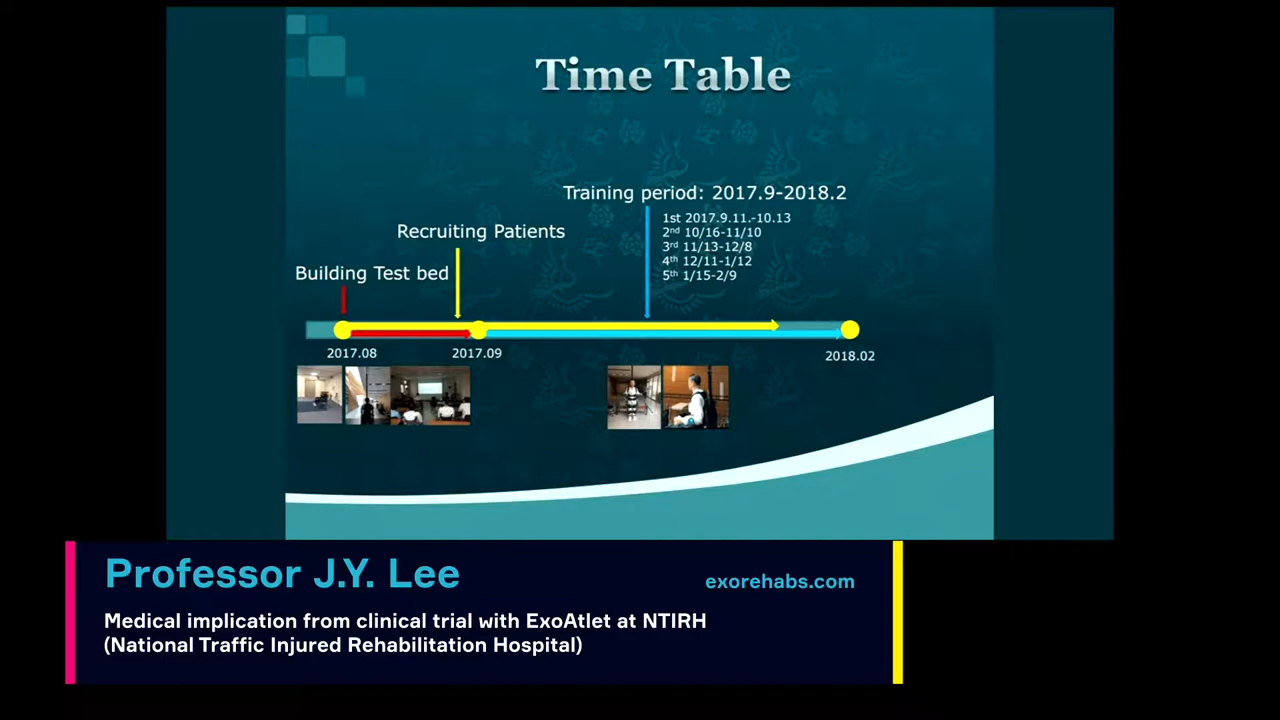 Time Table
Training period: 2017.9-2018.2
1st 2017.9.11.-10.13
2nd 10/16-11/10
3rd 11/13-12/8
4th 12/11-1/12
5th 1/15-2/9
Recruiting Patients
Building Test bed
2017.08
2017.09
2018.02
Professor J.Y. Lee
exorehabs.com
Medical implication from clinical trial with ExoAtlet at NTIRH
(National Traffic Injured Rehabilitation Hospital)